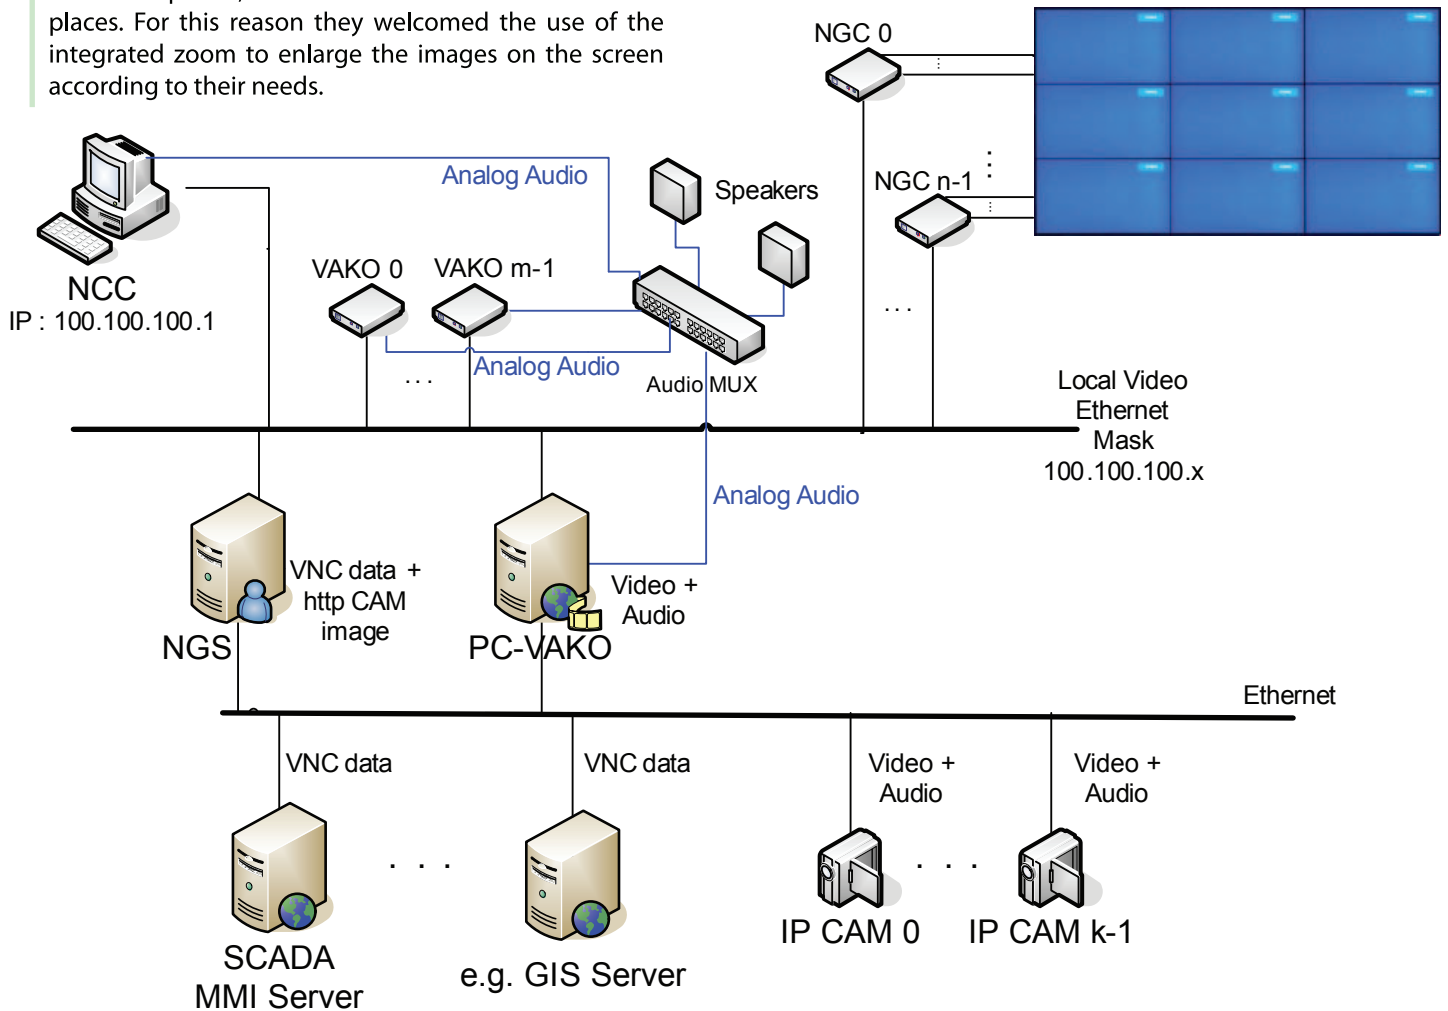 places. For this reason they welcomed the use of the
integrated zoom to enlarge the images on the screen
according to their needs.
NGC 0
Analog Audio
Speakers
NGC n-1
VAKO 0
VAKO m-1
NCC
IP : 100.100.100.1
Analog Audio
Audio MUX
Local Video
Ethernet
Mask
100.100.100.x
Analog Audio
VNC data +
http CAM
image
Video +
Audio
NGS
PC-VAKO
Ethernet
VNC data
VNC data
Video +
Audio
Video +
Audio
IP CAM 0
IP CAM k-1
SCADA
MMI Server
e.g. GIS Server